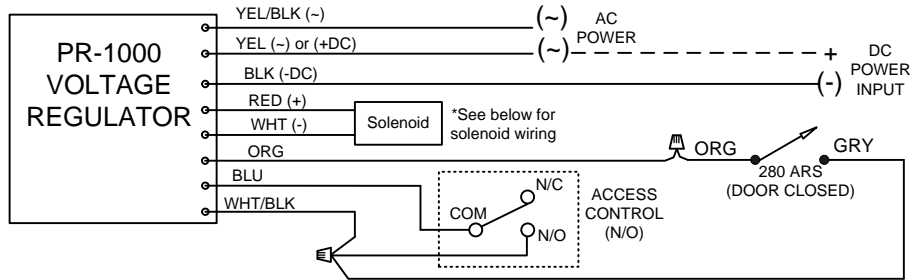 PR-1000
VOLTAGE
REGULATOR
YEL/BLK (~)
YEL (~) or (+DC)
BLK (-DC)
RED (+)
WHT (-)
ORG
BLU
WHT/BLK
(~)
AC
POWER
(~)
+
(-)
DC
POWER
INPUT
Solenoid
*See below for
solenoid wiring
ORG
GRY
280 ARS
(DOOR CLOSED)
N/C
COM
N/O
ACCESS
CONTROL
(N/O)